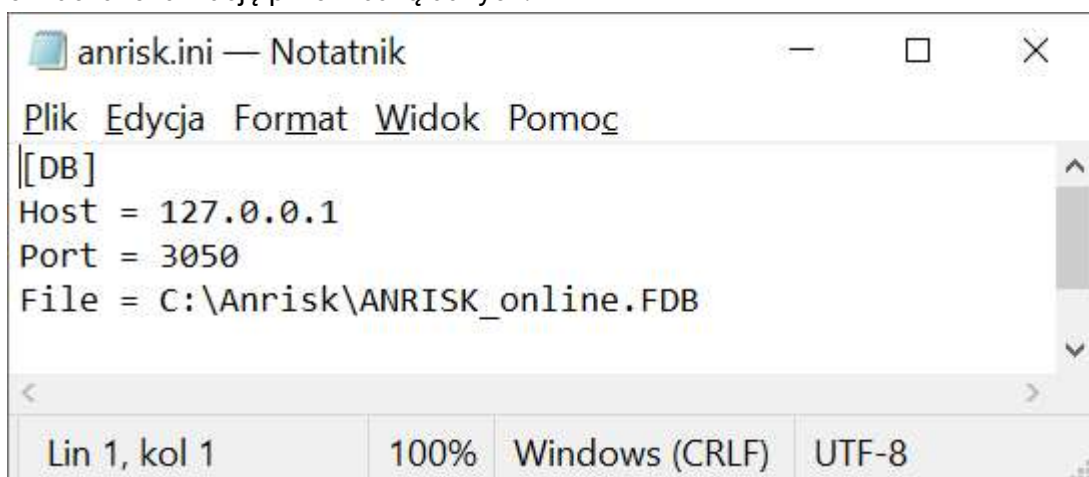 anrisk.ini — Notatnik
Plik Edycja Format Widok Pomoc
[DB]
Host = 127.0.0.1
Port = 3050
File = C:\Anrisk\ANRISK_online.FDB
Lin 1, kol 1 100% Windows (CRLF) UTF-8